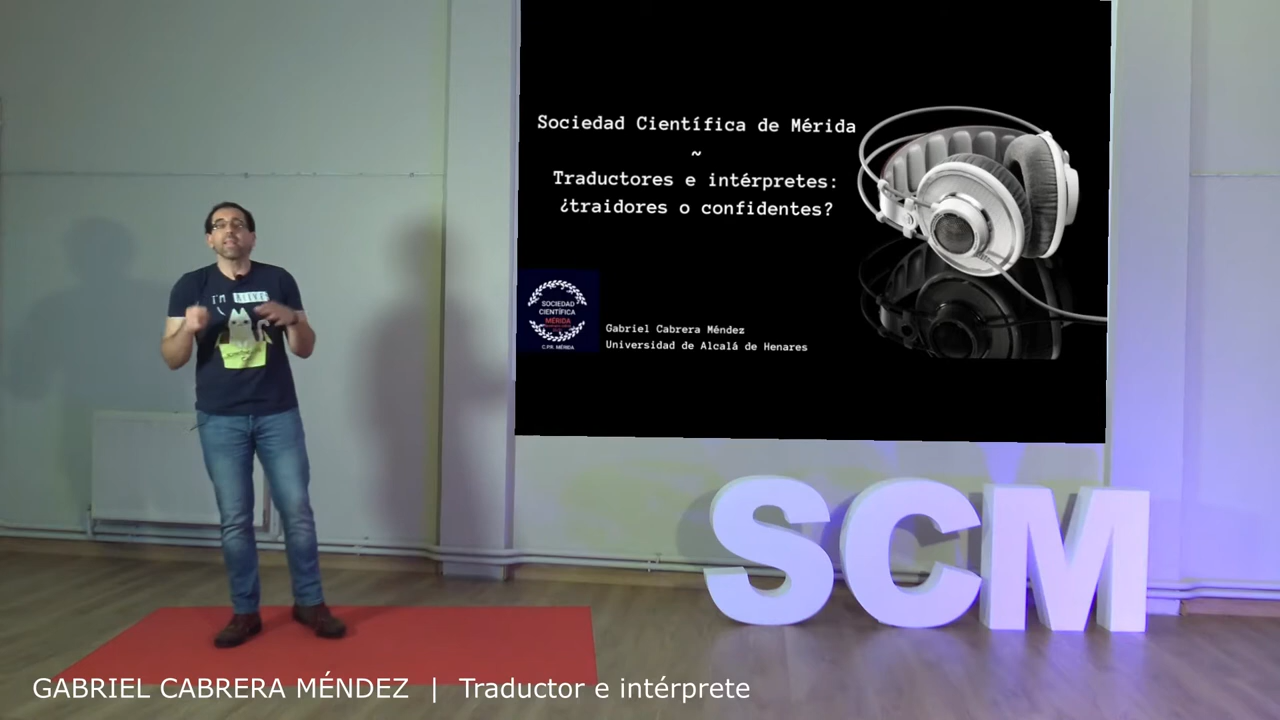 Sociedad Científica de Mérida
~
Traductores e intérpretes:
¿traidores o confidentes?
SOCIEDAD
CIENTÍFICA
MÉRIDA
C.P.R. MÉRIDA
Gabriel Cabrera Méndez
Universidad de Alcalá de Henares
I'M
SCM
GABRIEL CABRERA MÉNDEZ | Traductor e intérprete